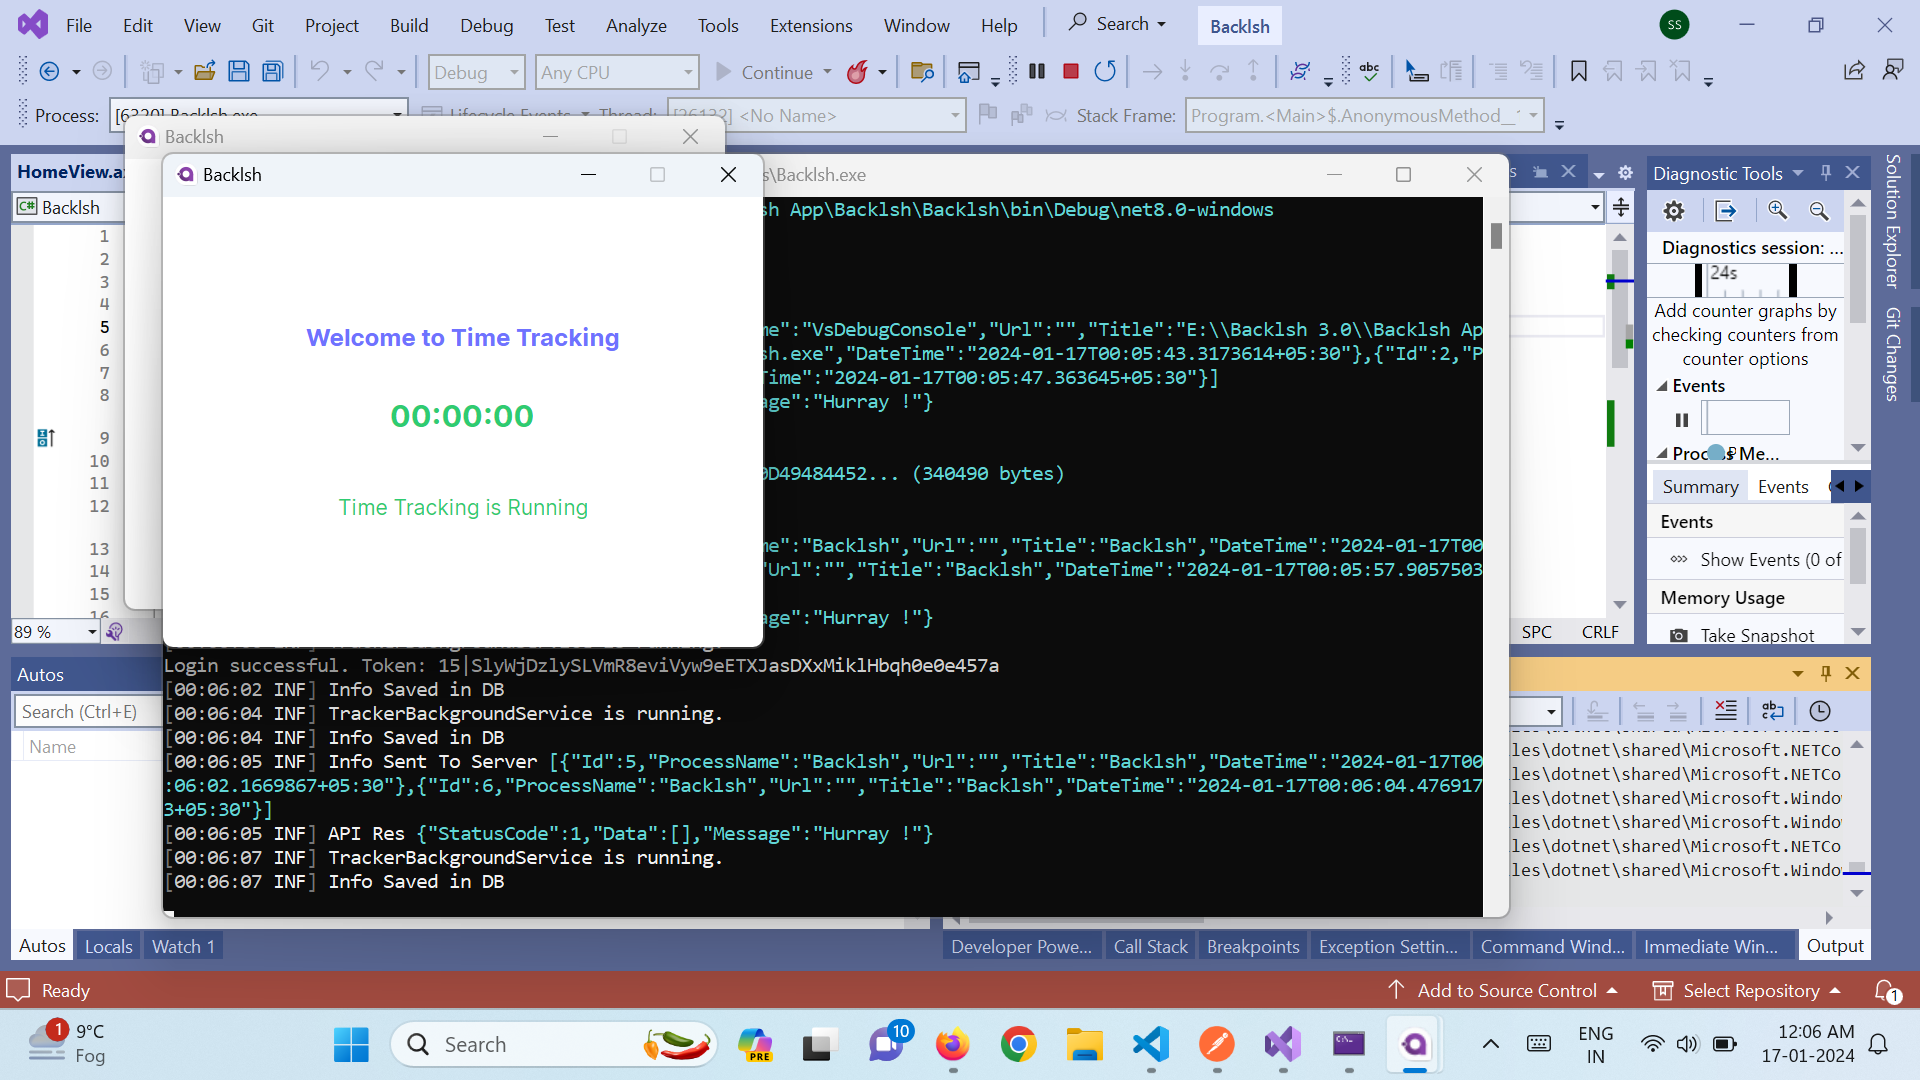 File Edit View Git Project Build Debug Test Analyze Tools Extensions Window Help Search Backlsh SS
Debug Any CPU Continue
Process: [6320] Backlsh.exe Lifecycle Events Thread: [26132] <No Name> Stack Frame: Program.<Main>$.AnonymousMethod__
Backlsh
Backlsh
s\Backlsh.exe
HomeView.a
Backlsh
1
2
3
4
5
6
7
8
9
10
11
12
13
14
15
16
89 %
Welcome to Time Tracking
00:00:00
Time Tracking is Running
sh App\Backlsh\Backlsh\bin\Debug\net8.0-windows
me":"VsDebugConsole","Url":"","Title":"E:\\Backlsh 3.0\\Backlsh Ap
sh.exe","DateTime":"2024-01-17T00:05:43.3173614+05:30"},{"Id":2,"P
Time":"2024-01-17T00:05:47.363645+05:30"}]
age":"Hurray !"}
0D49484452... (340490 bytes)
me":"Backlsh","Url":"","Title":"Backlsh","DateTime":"2024-01-17T00
"Url":"","Title":"Backlsh","DateTime":"2024-01-17T00:05:57.9057503
age":"Hurray !"}
Login successful. Token: 15|SlyWjDzlySLVmR8eviVyw9eETXJasDXxMiklHbqh0e0e457a
[00:06:02 INF] Info Saved in DB
[00:06:04 INF] TrackerBackgroundService is running.
[00:06:04 INF] Info Saved in DB
[00:06:05 INF] Info Sent To Server [{"Id":5,"ProcessName":"Backlsh","Url":"","Title":"Backlsh","DateTime":"2024-01-17T00
:06:02.1669867+05:30"},{"Id":6,"ProcessName":"Backlsh","Url":"","Title":"Backlsh","DateTime":"2024-01-17T00:06:04.476917
3+05:30"}]
[00:06:05 INF] API Res {"StatusCode":1,"Data":[],"Message":"Hurray !"}
[00:06:07 INF] TrackerBackgroundService is running.
[00:06:07 INF] Info Saved in DB
SPC CRLF
Diagnostic Tools
Diagnostics session: ...
24s
Add counter graphs by
checking counters from
counter options
Events
Process Me...
Summary Events
Events
Show Events (0 of
Memory Usage
Take Snapshot
Solution Explorer
Git Changes
Autos
Search (Ctrl+E)
Name
les\dotnet\shared\Microsoft.NETCo
les\dotnet\shared\Microsoft.NETCo
les\dotnet\shared\Microsoft.Windo
les\dotnet\shared\Microsoft.Windo
les\dotnet\shared\Microsoft.NETCo
les\dotnet\shared\Microsoft.Windo
Autos Locals Watch 1
Developer Powe... Call Stack Breakpoints Exception Settin... Command Wind... Immediate Win... Output
Ready Add to Source Control Select Repository 1
1 9°C
Fog
Search
PRE
10
ENG
IN
12:06 AM
17-01-2024